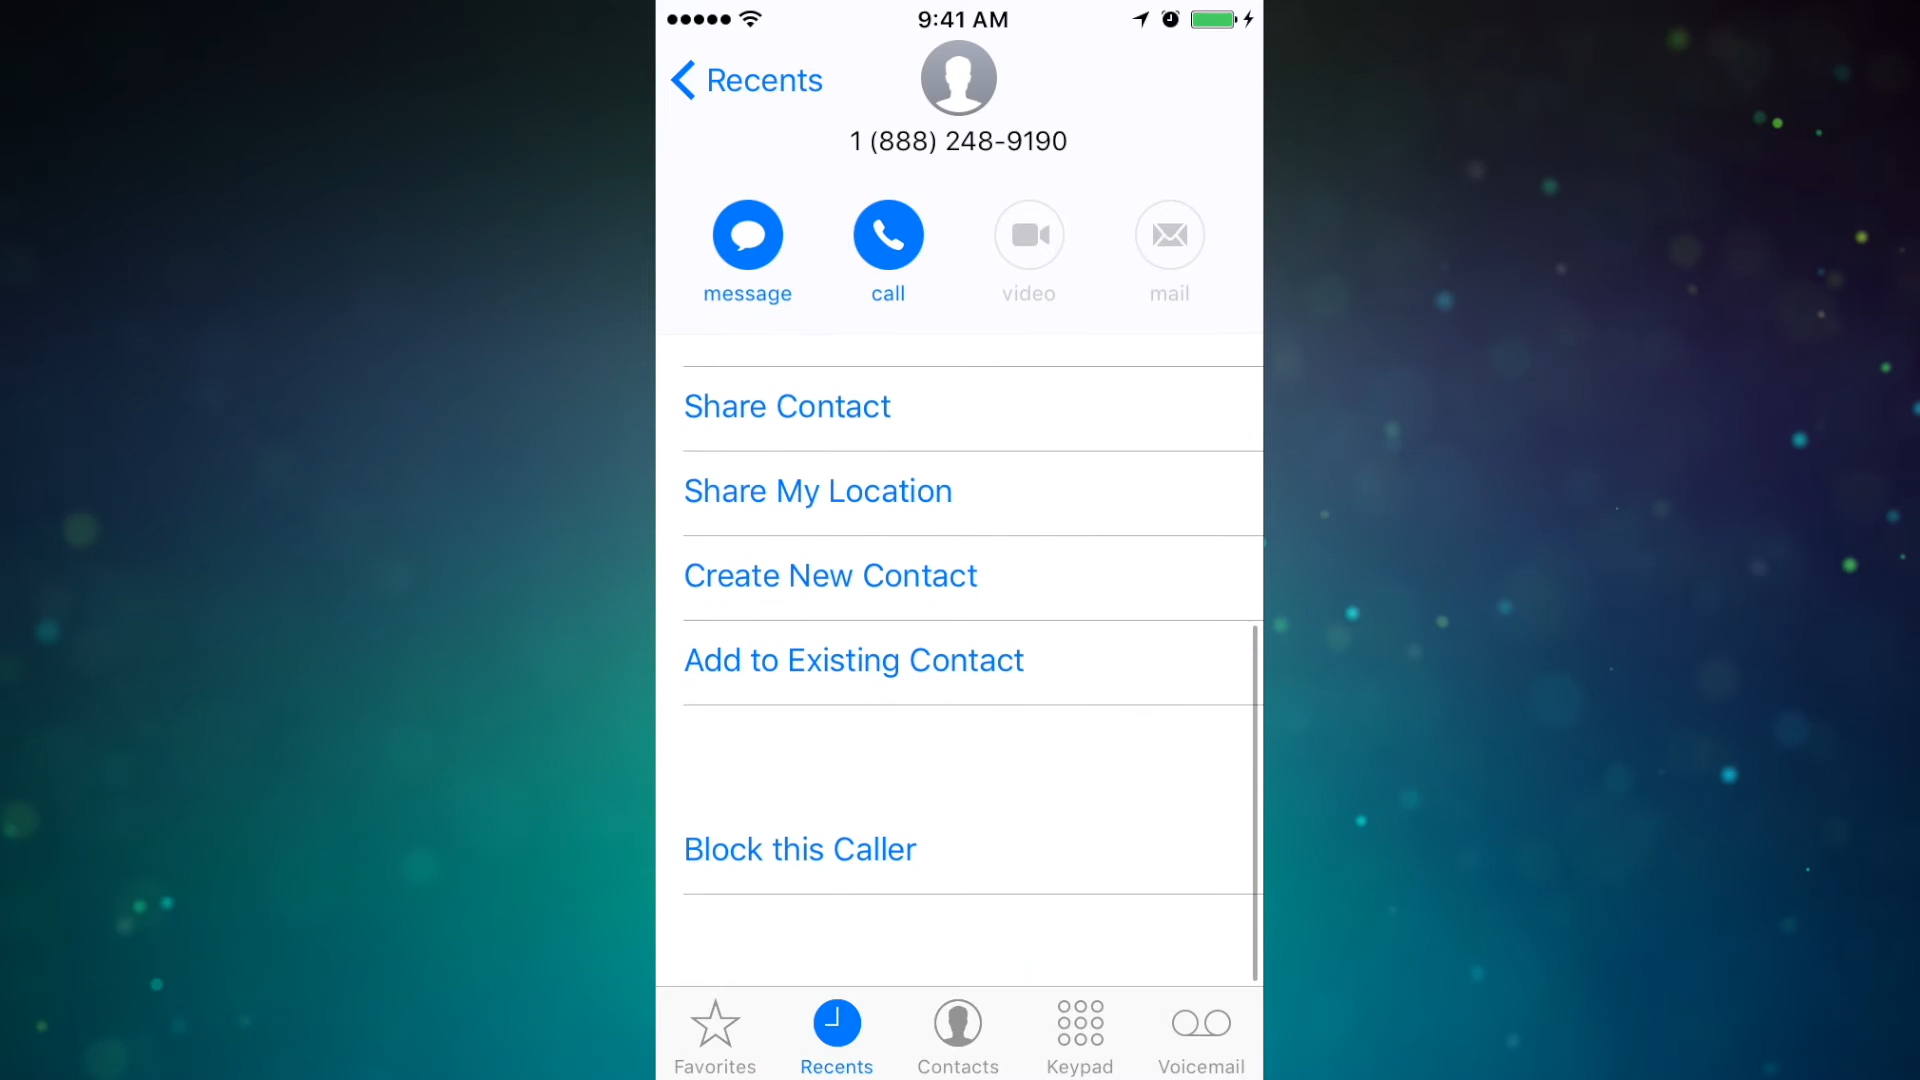 9:41 AM
Recents
1 (888) 248-9190
message call video mail
Share Contact
Share My Location
Create New Contact
Add to Existing Contact
Block this Caller
Favorites Recents Contacts Keypad Voicemail